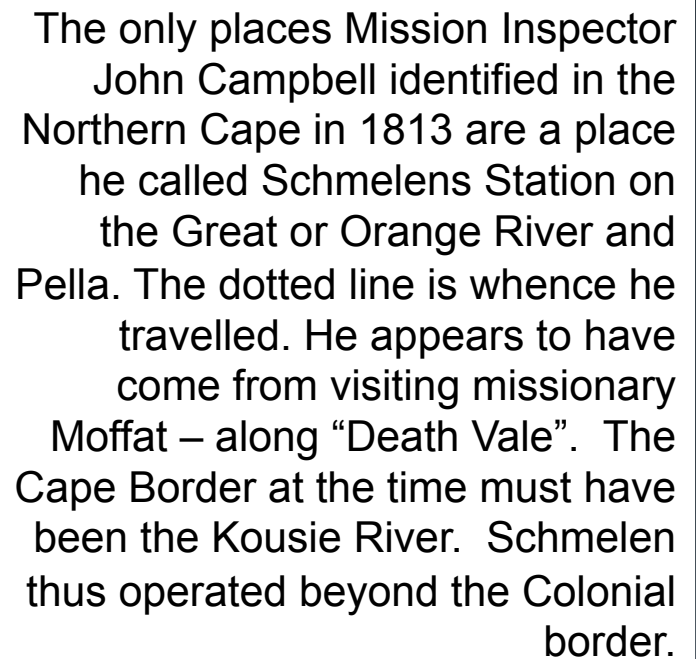 The only places Mission Inspector
John Campbell identified in the
Northern Cape in 1813 are a place
he called Schmelens Station on
the Great or Orange River and
Pella. The dotted line is whence he
travelled. He appears to have
come from visiting missionary
Moffat – along “Death Vale”.  The
Cape Border at the time must have
been the Kousie River.  Schmelen
thus operated beyond the Colonial
border.